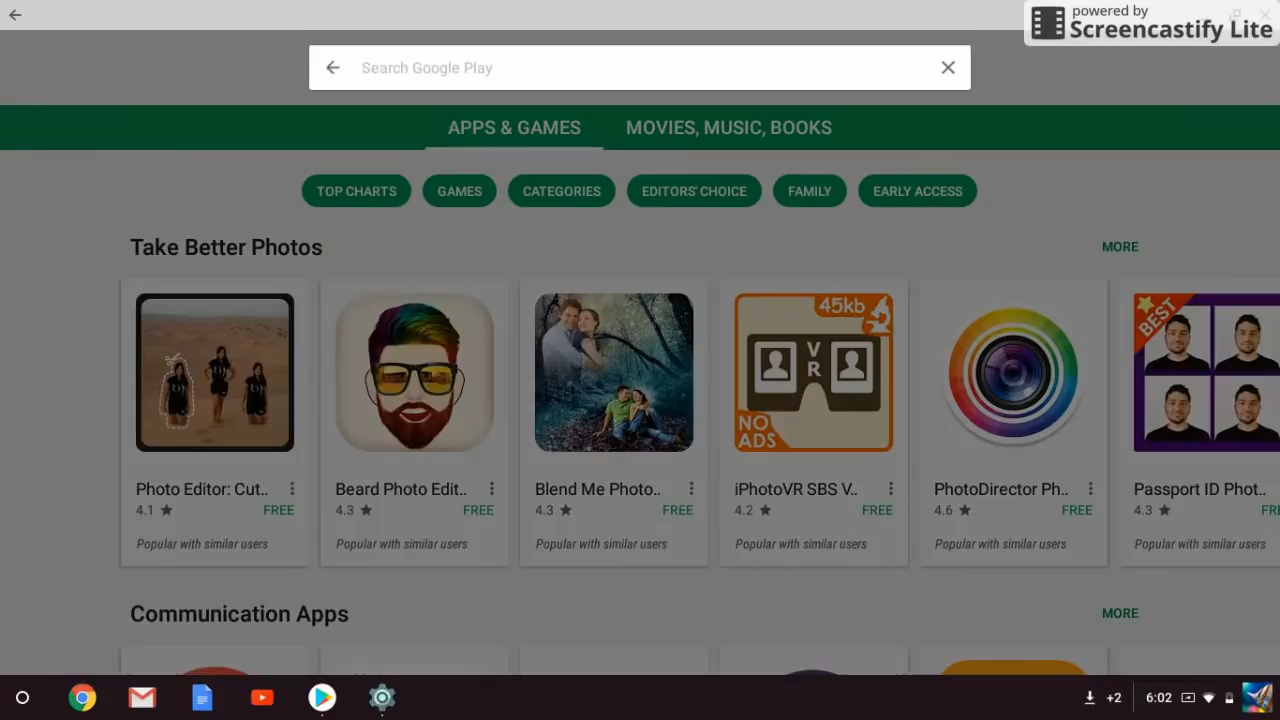 powered by
Screencastify Lite
Search Google Play
APPS & GAMES
MOVIES, MUSIC, BOOKS
TOP CHARTS
GAMES
CATEGORIES
EDITORS' CHOICE
FAMILY
EARLY ACCESS
Take Better Photos
MORE
45kb
VR
NO
ADS
BEST
Photo Editor: Cut..
Beard Photo Edit..
Blend Me Photo..
iPhotoVR SBS V..
PhotoDirector Ph..
Passport ID Phot..
4.1 ★ FREE
4.3 ★ FREE
4.3 ★ FREE
4.2 ★ FREE
4.6 ★ FREE
4.3 ★
Popular with similar users
Popular with similar users
Popular with similar users
Popular with similar users
Popular with similar users
Popular with similar users
Communication Apps
MORE
+2
6:02